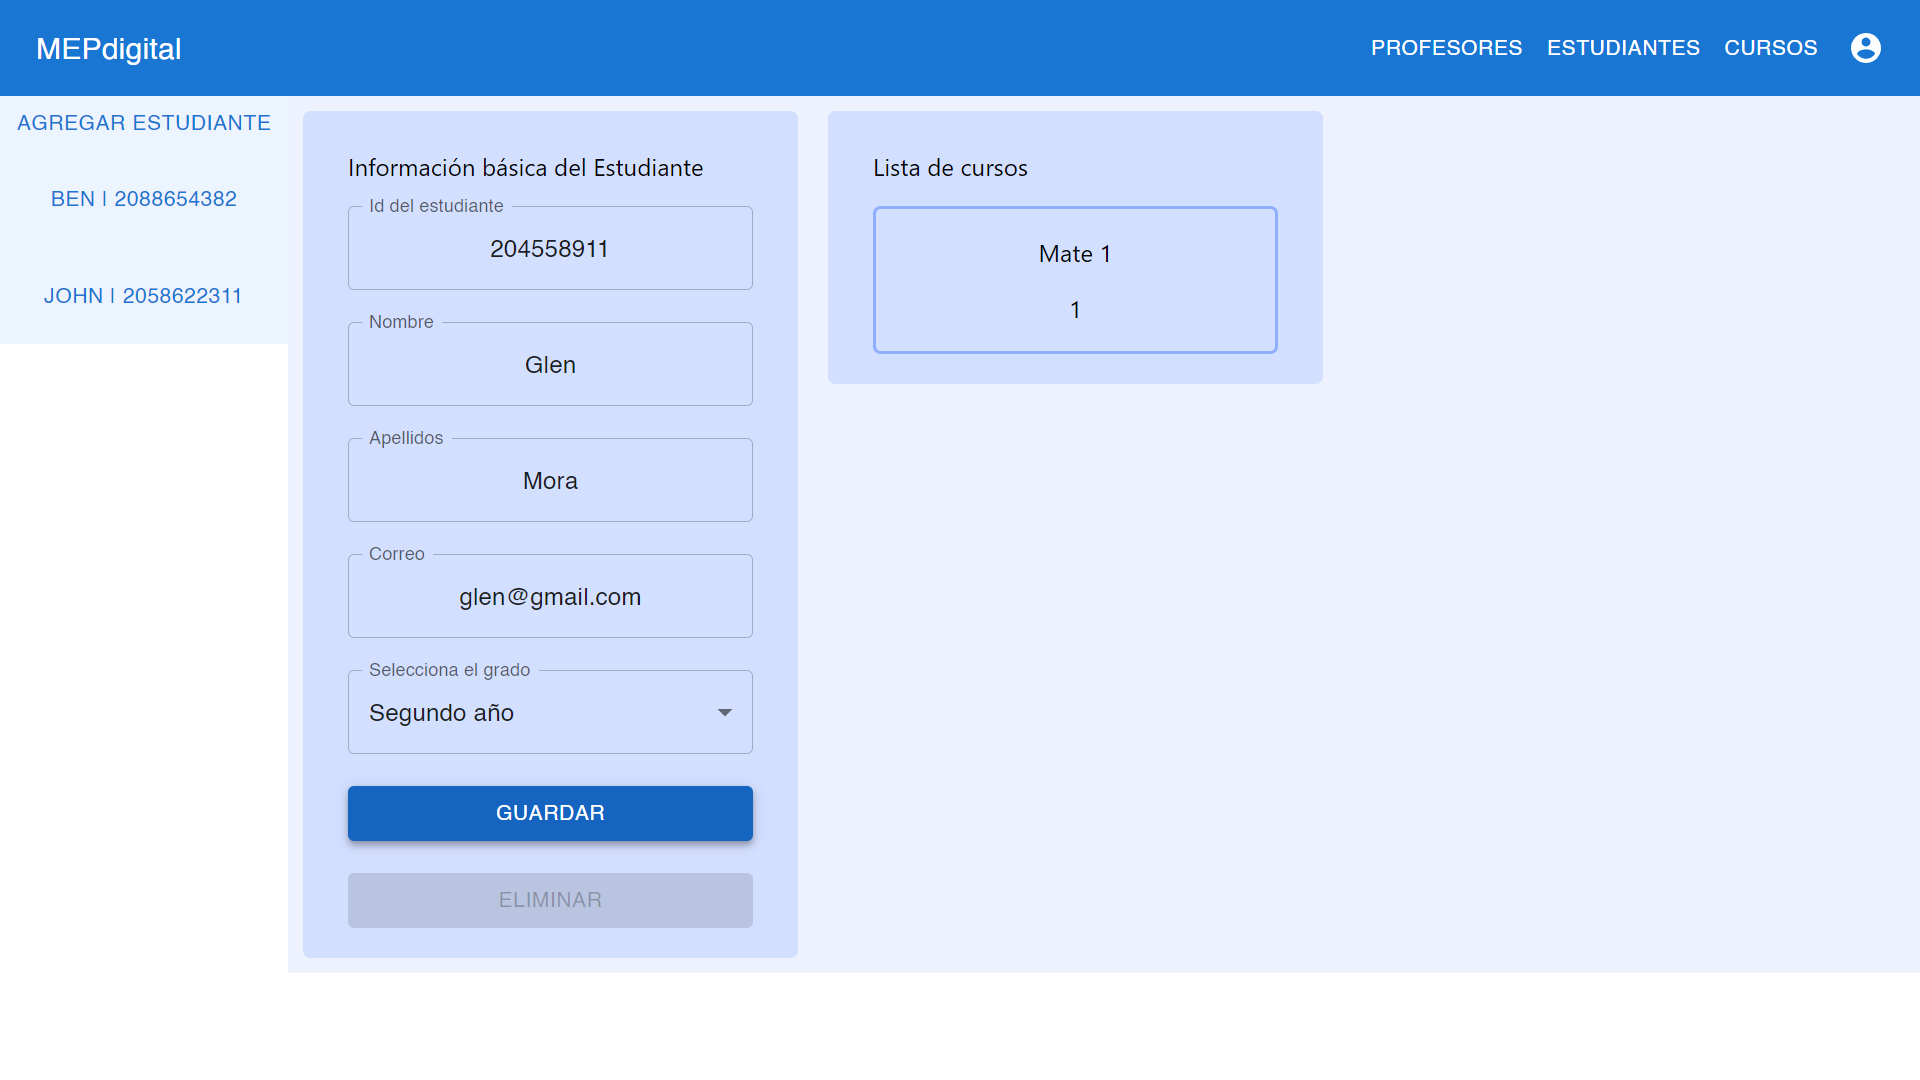 MEPdigital
PROFESORES ESTUDIANTES CURSOS
AGREGAR ESTUDIANTE
BEN | 2088654382
JOHN | 2058622311
Información básica del Estudiante
Id del estudiante
204558911
Nombre
Glen
Apellidos
Mora
Correo
glen@gmail.com
Selecciona el grado
Segundo año
GUARDAR
ELIMINAR
Lista de cursos
Mate 1
1